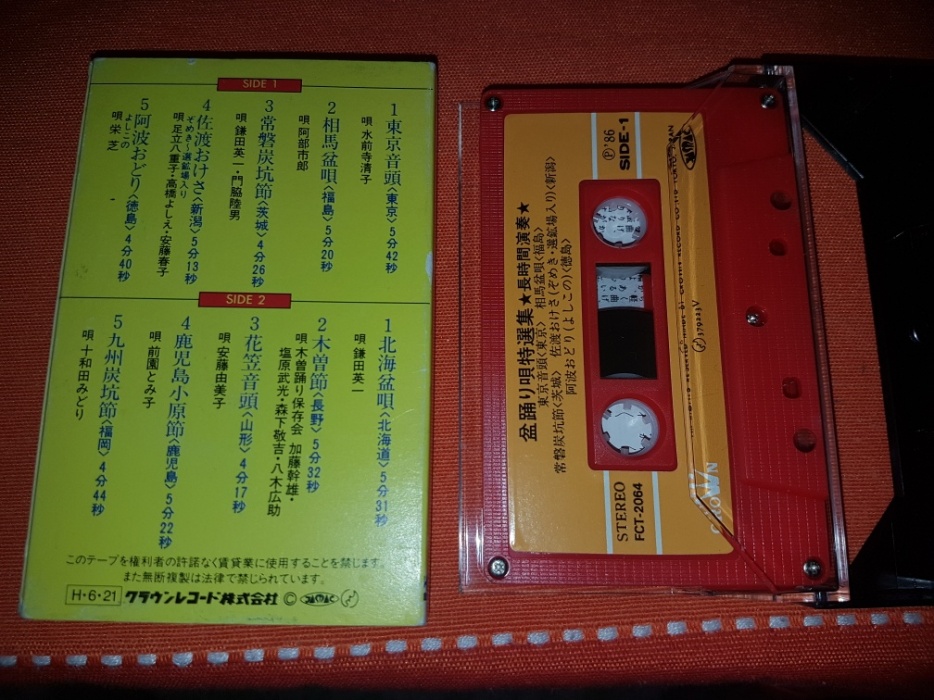 SIDE 1
1 東京音頭〈東京〉5分42秒
唄 水前寺清子
2 相馬盆唄〈福島〉5分20秒
唄 阿部市郎
3 常磐炭坑節〈茨城〉4分26秒
唄 鎌田英一・門脇陸男
4 佐渡おけさ〈新潟〉5分13秒
ぞめき〜選鉱場入り
唄 足立八重子・高橋よしえ・安藤春子
5 阿波おどり〈徳島〉4分40秒
よしこの
唄 栄芝
SIDE 2
1 北海盆唄〈北海道〉5分31秒
唄 鎌田英一
2 木曽節〈長野〉5分32秒
唄 木曽踊り保存会 加藤幹雄・
塩原武光・森下敬吉・八木広助
3 花笠音頭〈山形〉4分17秒
唄 安藤由美子
4 鹿児島小原節〈鹿児島〉5分22秒
唄 前園とみ子
5 九州炭坑節〈福岡〉4分44秒
唄 十和田みどり
このテープを権利者の許諾なく賃貸業に使用することを禁じます。
また無断複製は法律で禁じられています。
H・6・21 クラウンレコード株式会社 © JASRAC
Ⓟ'86
SIDE-1
盆踊り唄特選集★長時間演奏★
東京音頭〈東京〉 相馬盆唄〈福島〉
常磐炭坑節〈茨城〉 佐渡おけさ(ぞめき・選鉱場入り)〈新潟〉
阿波おどり(よしこの)〈徳島〉
STEREO
FCT-2064
JASRAC
CROWN